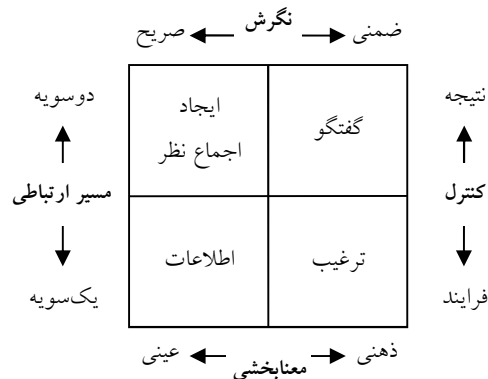 نگرش
ضمنی
صریح
نتیجه
کنترل
فرایند
گفتگو
ایجاد
اجماع نظر
ترغیب
اطلاعات
دوسویه
مسیر ارتباطی
یک‌سویه
ذهنی
معنابخشی
عینی